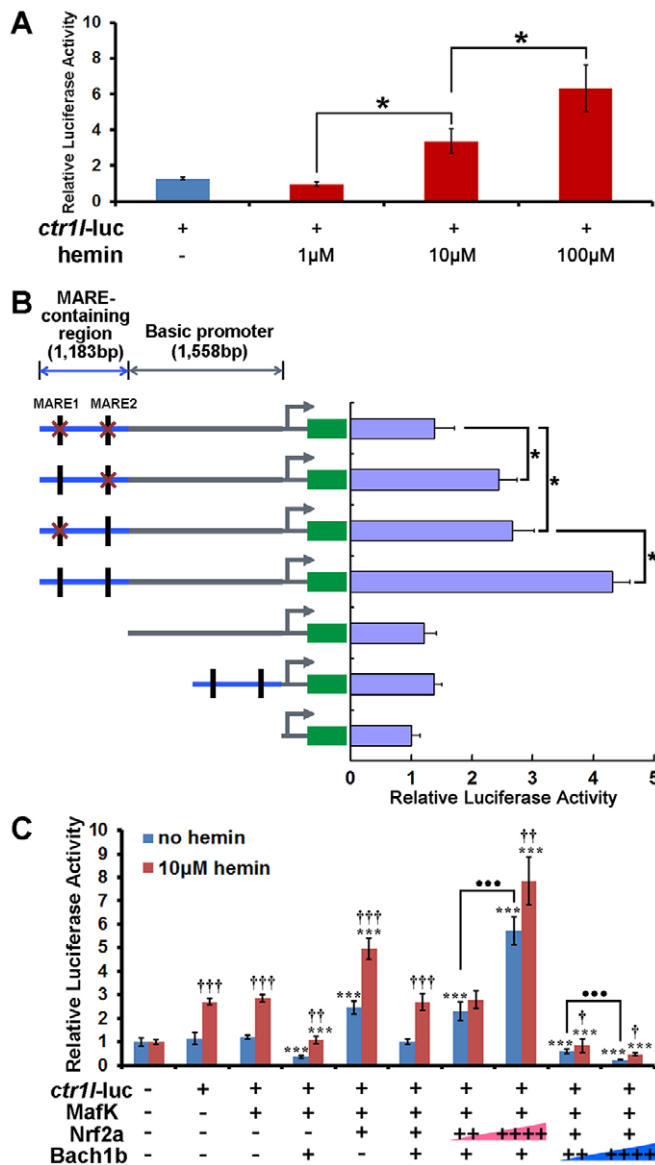 A
Relative Luciferase Activity
10
8
6
4
2
0
* *
ctr1l-luc + + + +
hemin - 1µM 10µM 100µM
B
MARE-containing region (1,183bp)
Basic promoter (1,558bp)
MARE1 MARE2
* * *
0 1 2 3 4 5
Relative Luciferase Activity
C
Relative Luciferase Activity
10
9
8
7
6
5
4
3
2
1
0
no hemin
10µM hemin
††† ††† †† *** *** *** ††† *** ††† *** ••• *** †† *** *** † *** ••• *** † ***
ctr1l-luc - + + + + + + + + +
MafK - - + + + + + + + +
Nrf2a - - - - + + ++ ++++ + +
Bach1b - - - + - + + + ++ ++++